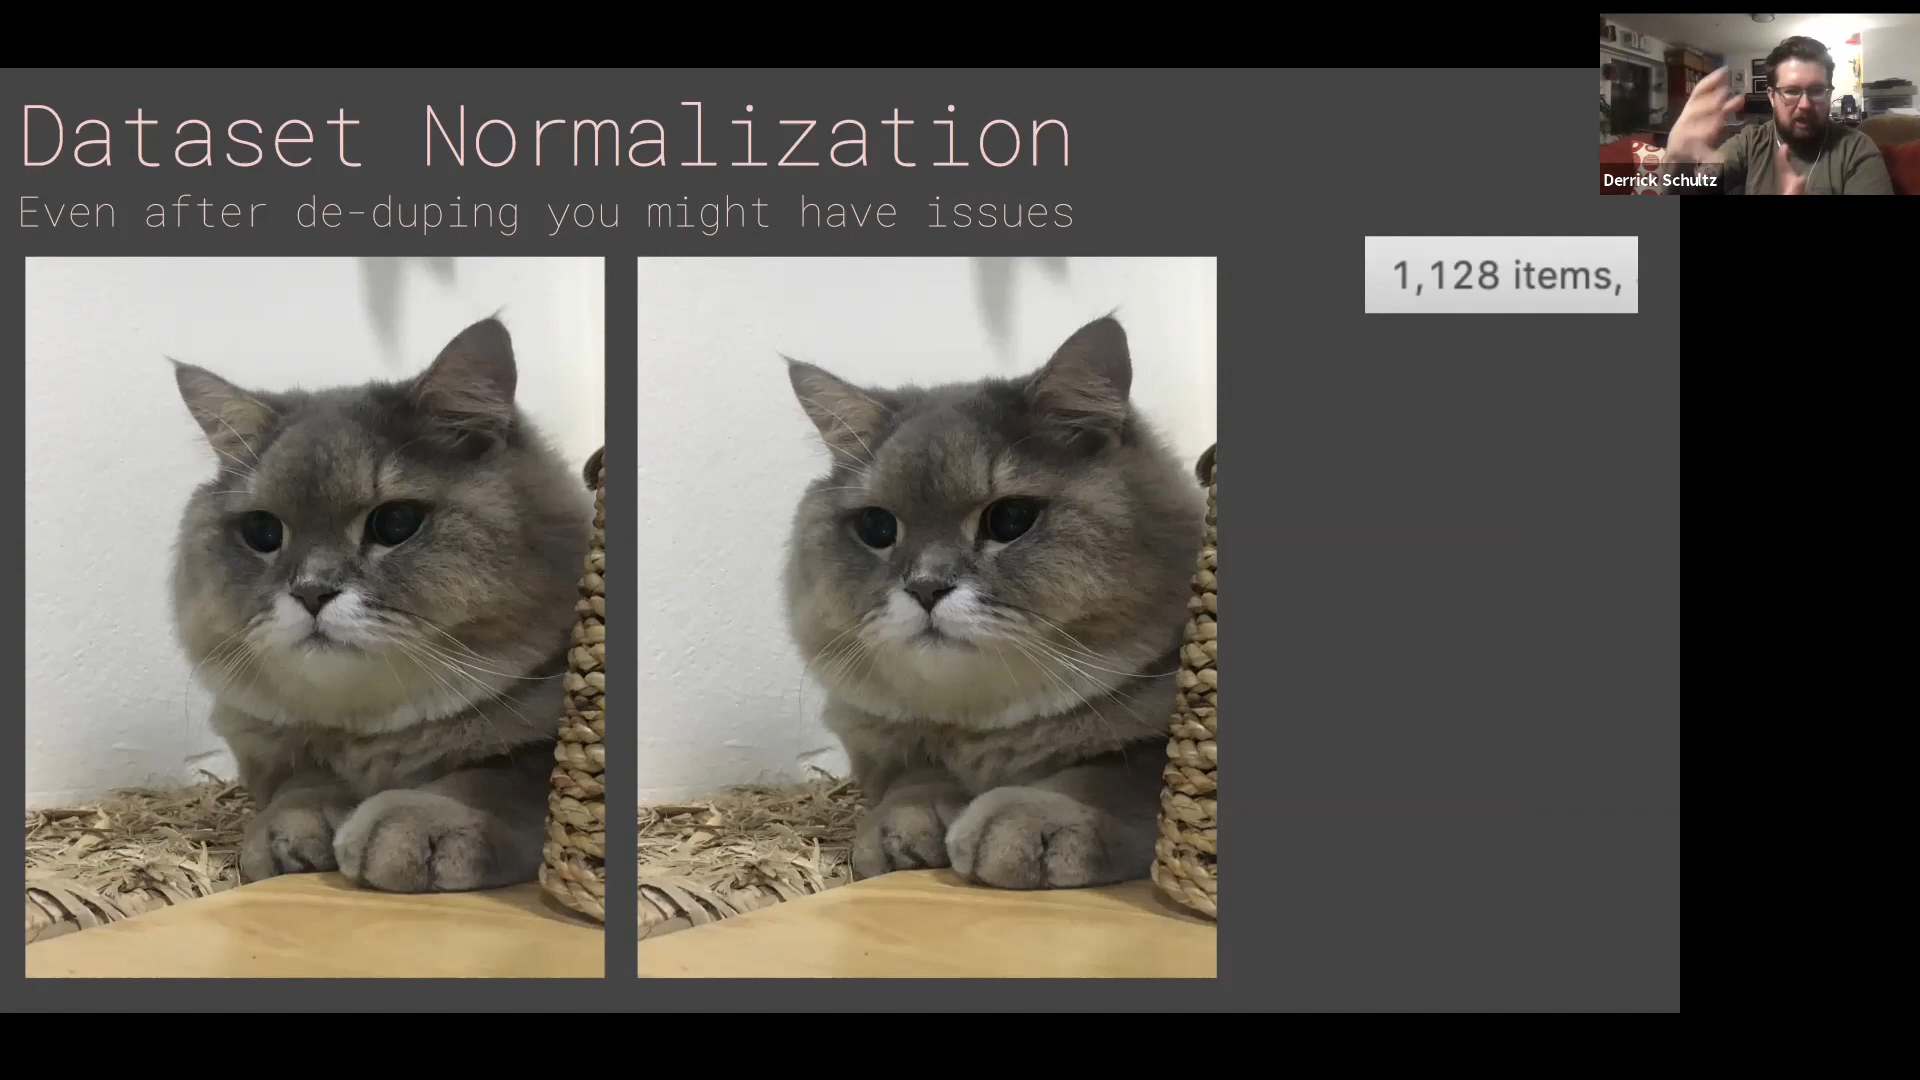 Dataset Normalization
Even after de-duping you might have issues
1,128 items,
Derrick Schultz